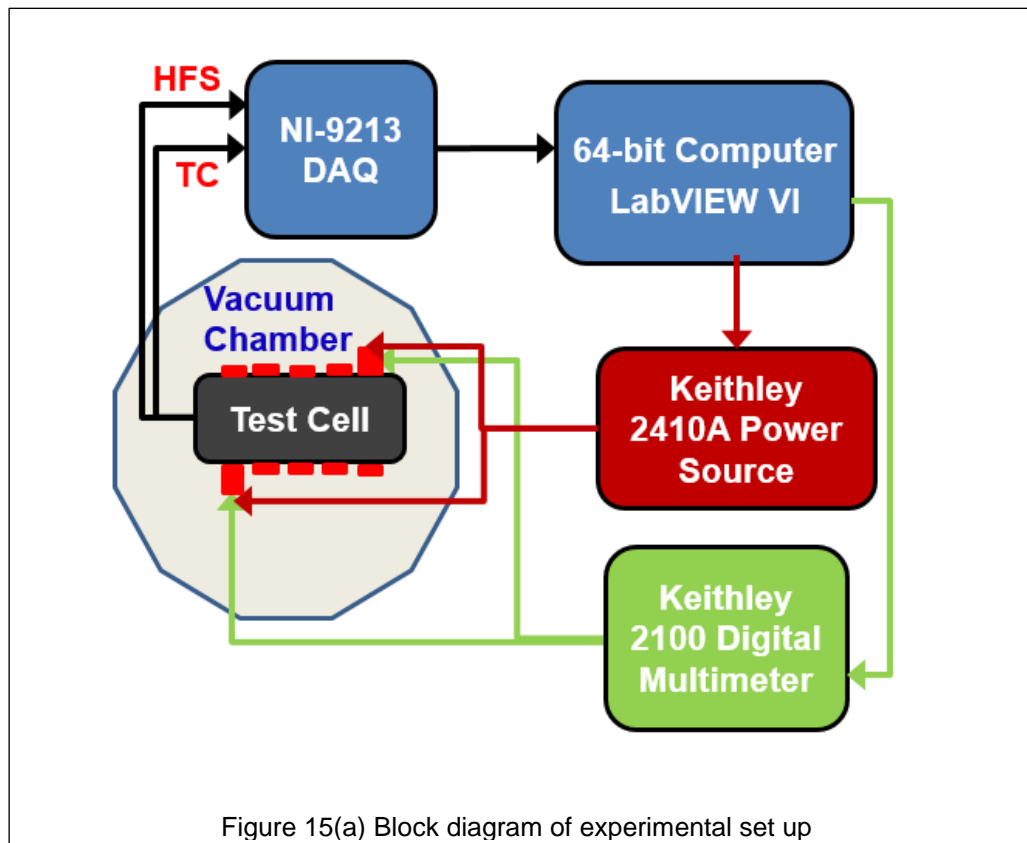 HFS
TC
NI-9213
DAQ
64-bit Computer
LabVIEW VI
Vacuum
Chamber
Test Cell
Keithley
2410A Power
Source
Keithley
2100 Digital
Multimeter
Figure 15(a) Block diagram of experimental set up